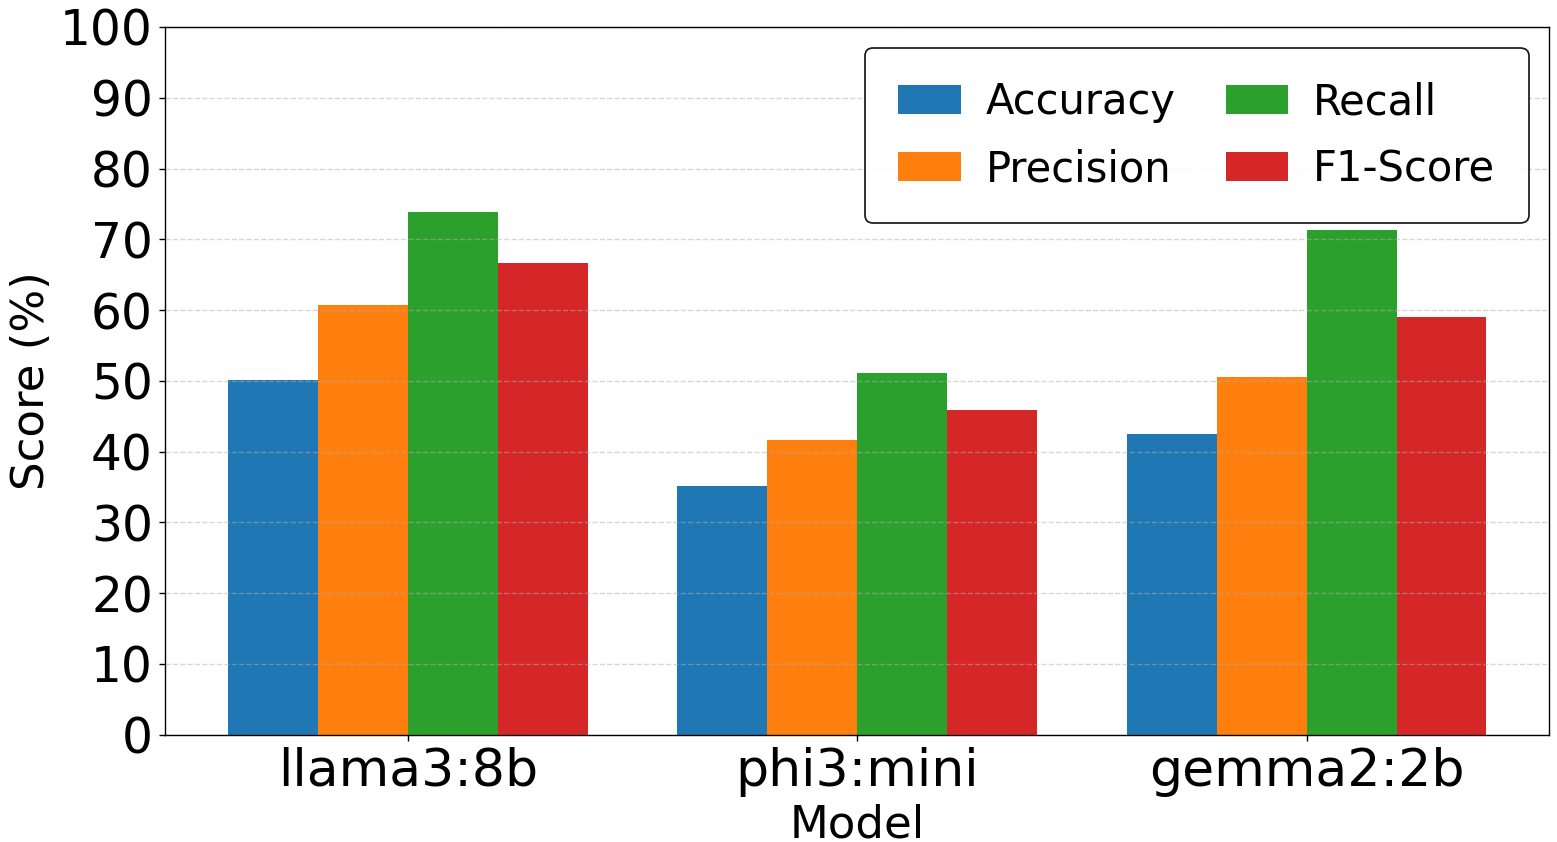 100
90
80
70
60
50
40
30
20
10
0
Score (%)
Accuracy
Precision
Recall
F1-Score
llama3:8b
phi3:mini
gemma2:2b
Model